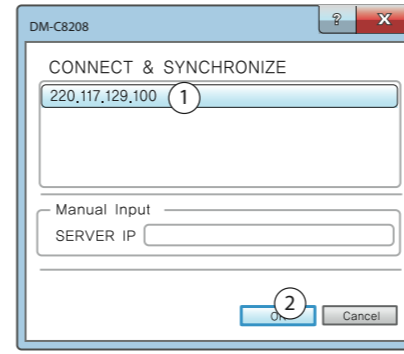 DM-C8208
? X
CONNECT & SYNCHRONIZE
220,117,129,100 1
Manual Input
SERVER IP
2
Cancel